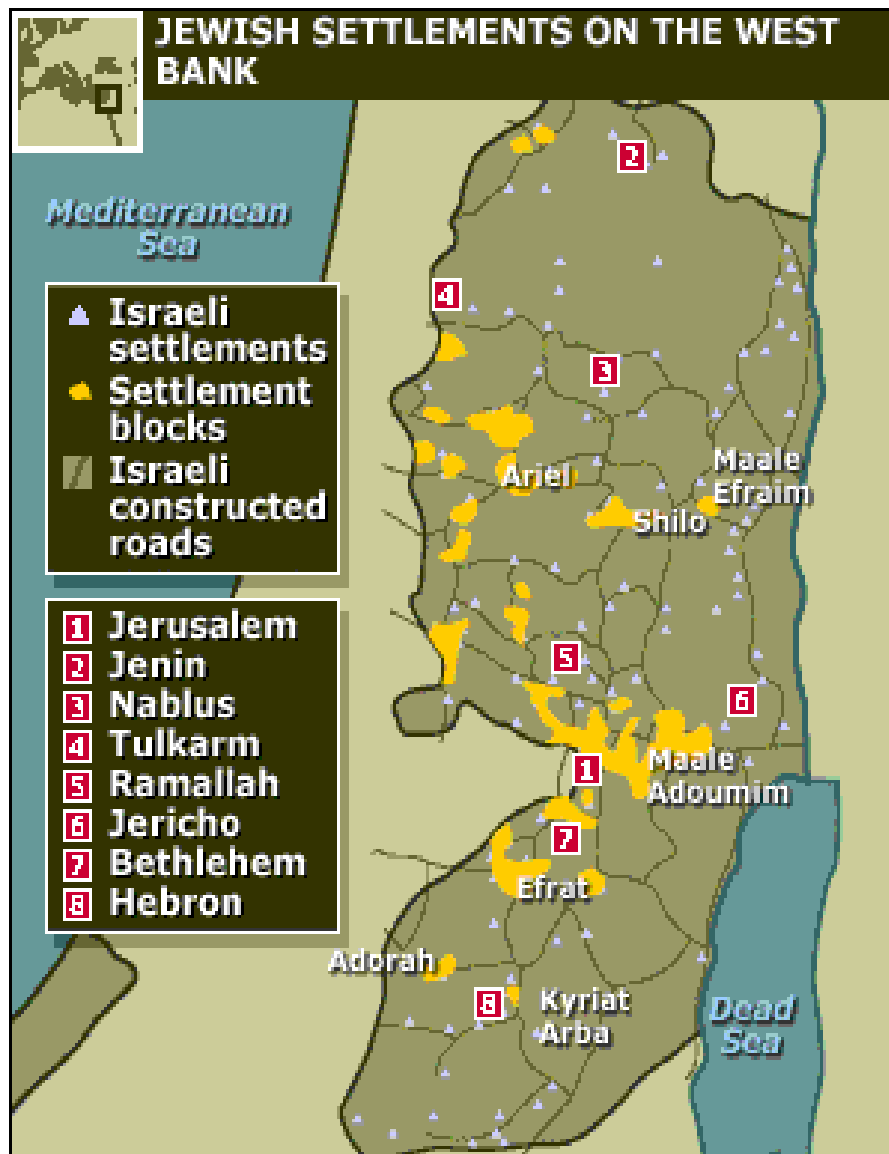 JEWISH SETTLEMENTS ON THE WEST
BANK
Mediterranean
Sea
Israeli
settlements
Settlement
blocks
Israeli
constructed
roads
1 Jerusalem
2 Jenin
3 Nablus
4 Tulkarm
5 Ramallah
6 Jericho
7 Bethlehem
8 Hebron
2
4
3
Ariel
Maale
Efraim
Shilo
5
6
1
Maale
Adoumim
7
Efrat
Adorah
8
Kyriat
Arba
Dead
Sea